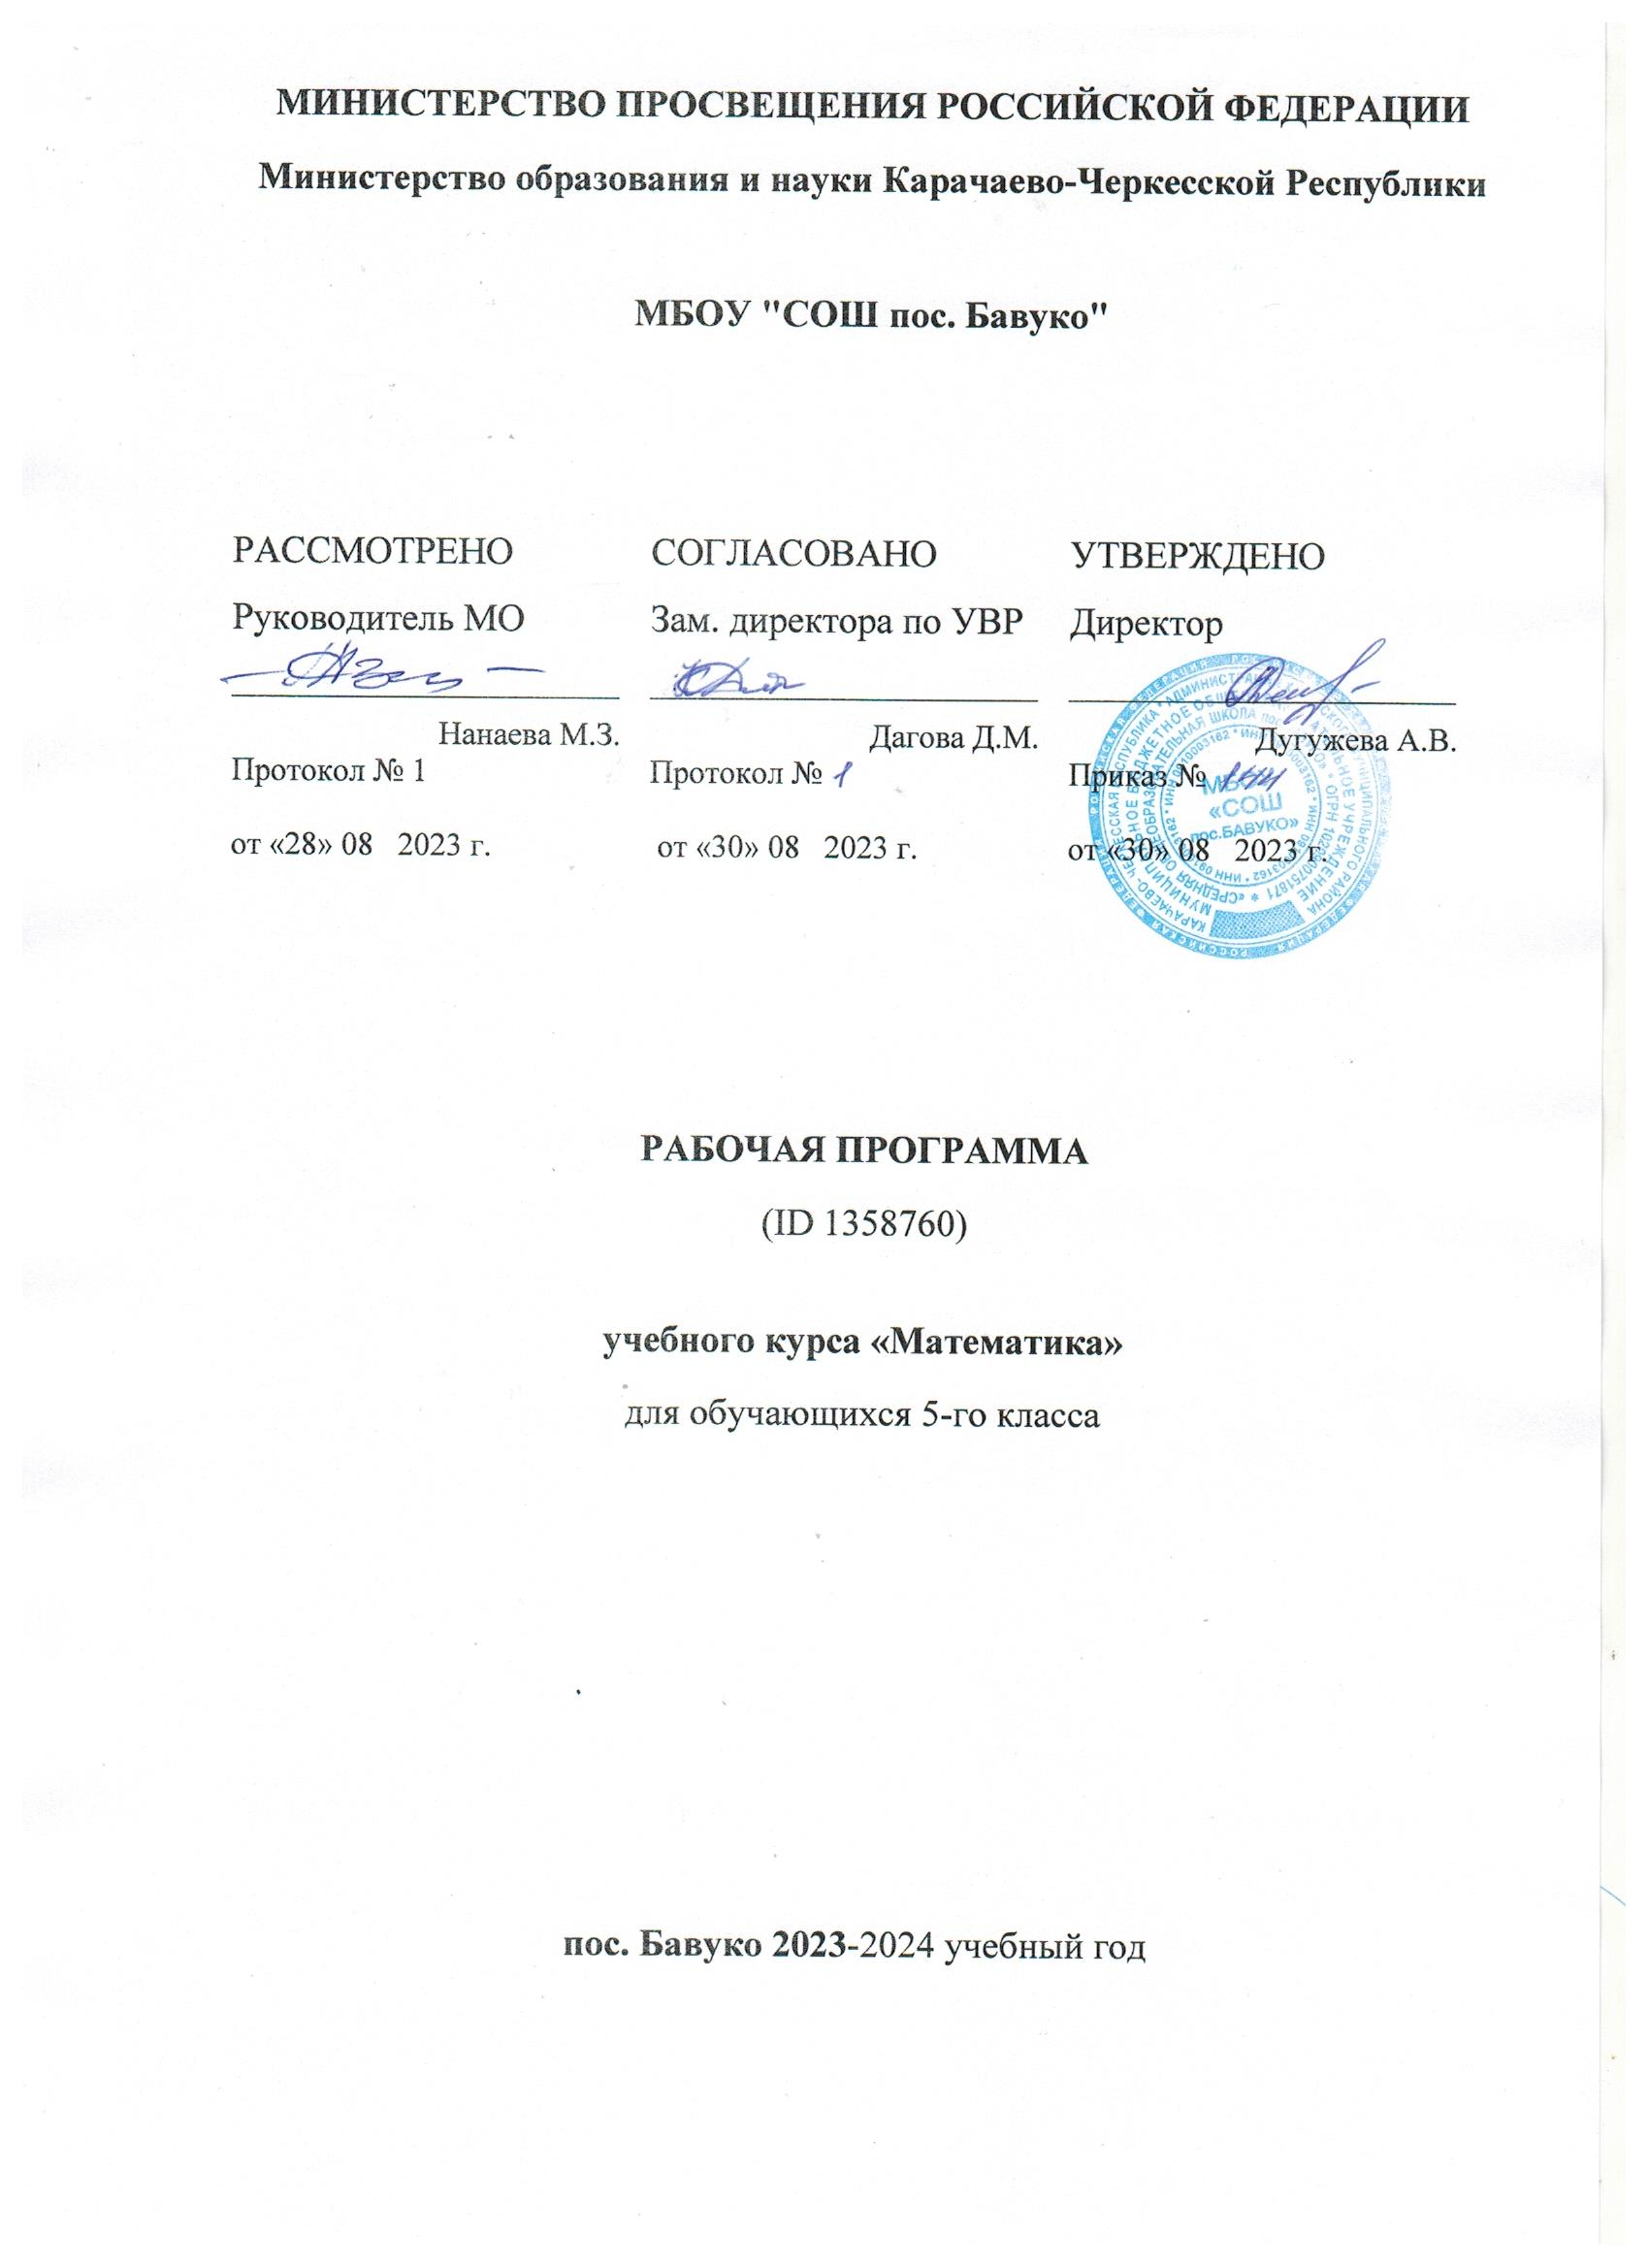 МИНИСТЕРСТВО ПРОСВЕЩЕНИЯ РОССИЙСКОЙ ФЕДЕРАЦИИ
Министерство образования и науки Карачаево-Черкесской Республики
МБОУ "СОШ пос. Бавуко"
РАССМОТРЕНО
Руководитель МО
Нанаева М.З.
Протокол № 1
от «28» 08 2023 г.
СОГЛАСОВАНО
Зам. директора по УВР
Дагова Д.М.
Протокол № 1
от «30» 08 2023 г.
УТВЕРЖДЕНО
Директор
Дугужева А.В.
Приказ №
от «30» 08 2023 г.
«СОШ
пос.БАВУКО»
РАБОЧАЯ ПРОГРАММА
(ID 1358760)
учебного курса «Математика»
для обучающихся 5-го класса
пос. Бавуко 2023-2024 учебный год